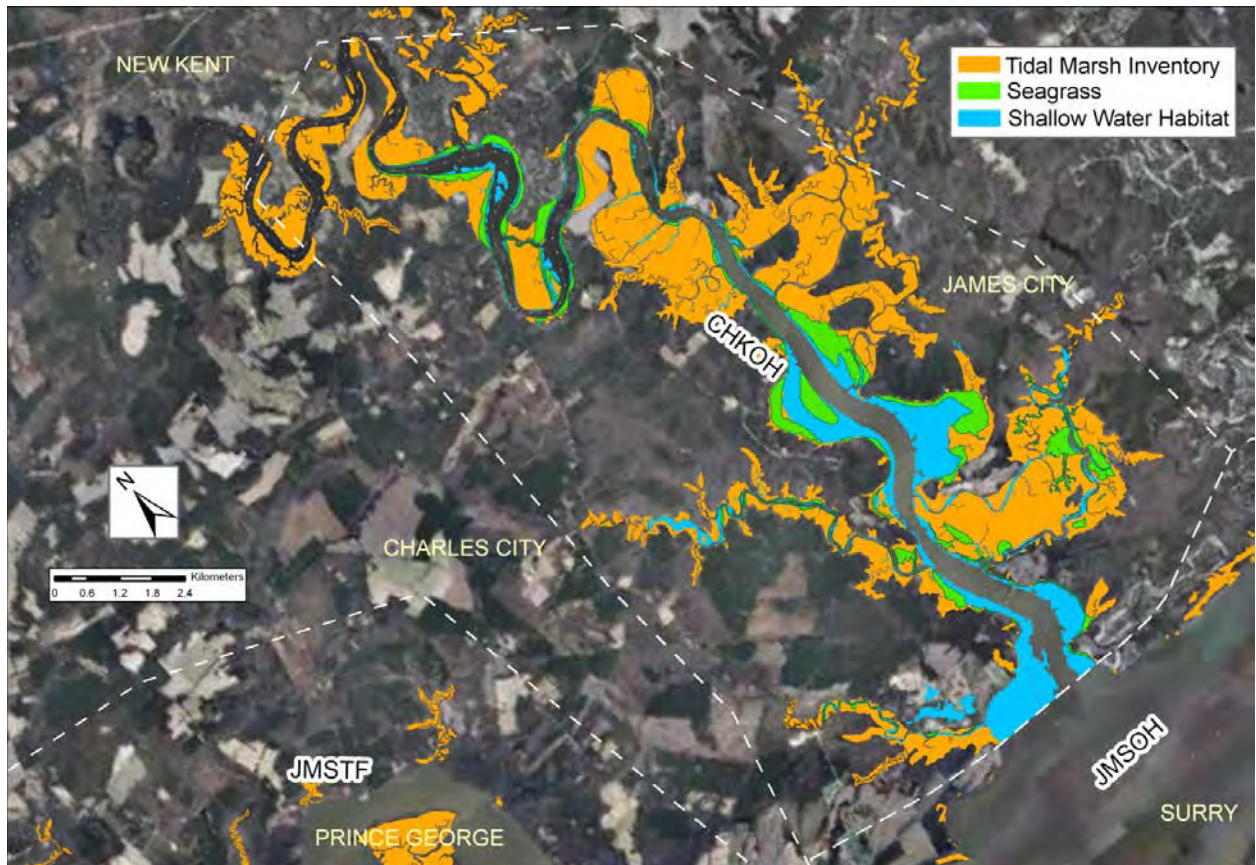 NEW KENT
Tidal Marsh Inventory
Seagrass
Shallow Water Habitat
JAMES CITY
CHKOH
N
CHARLES CITY
Kilometers
0 0.6 1.2 1.8 2.4
JMSTF
JMSOH
PRINCE GEORGE
SURRY